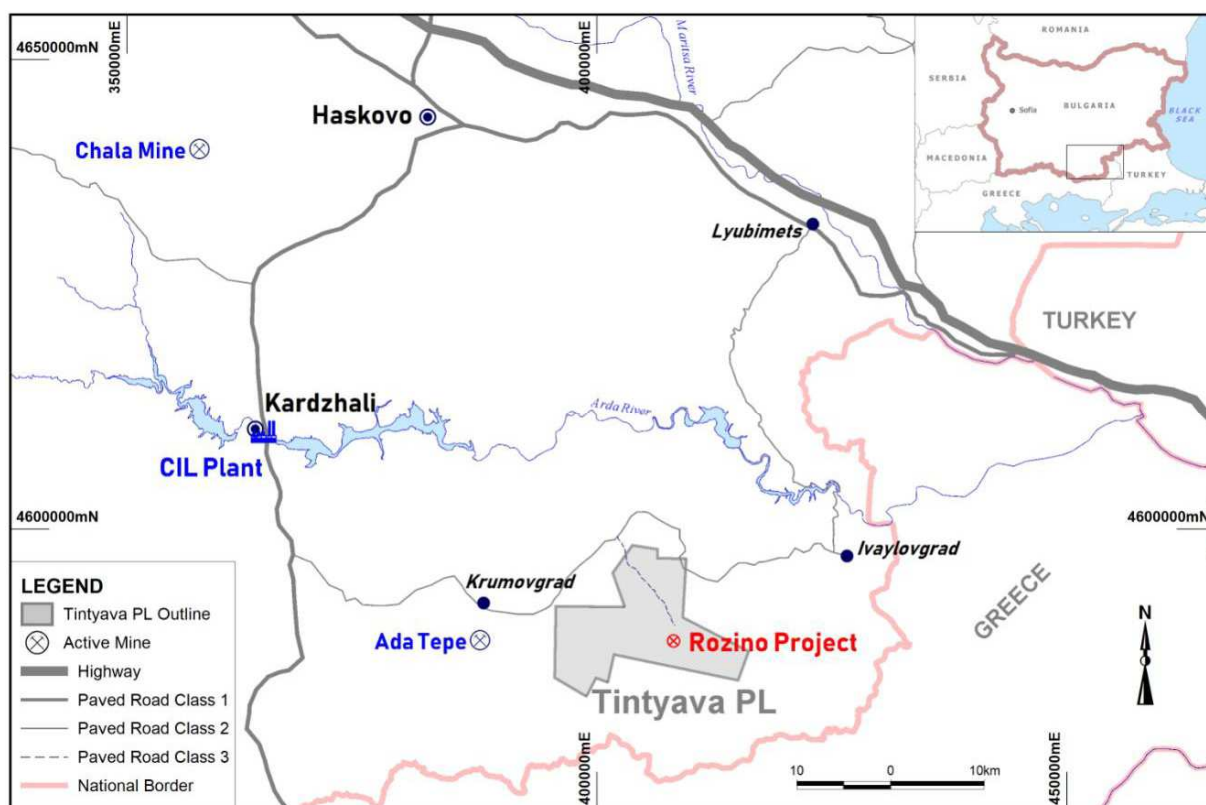 4650000mN
350000mE
400000mE
Maritsa River
ROMANIA
SERBIA
Sofia
BULGARIA
BLACK SEA
MACEDONIA
TURKEY
GREECE
Haskovo
Chala Mine
Lyubimets
TURKEY
Kardzhali
Arda River
CIL Plant
4600000mN
4600000mN
Ivaylovgrad
Krumovgrad
GREECE
Ada Tepe
Rozino Project
Tintyava PL
N
LEGEND
Tintyava PL Outline
Active Mine
Highway
Paved Road Class 1
Paved Road Class 2
Paved Road Class 3
National Border
400000mE
450000mE
10 0 10km